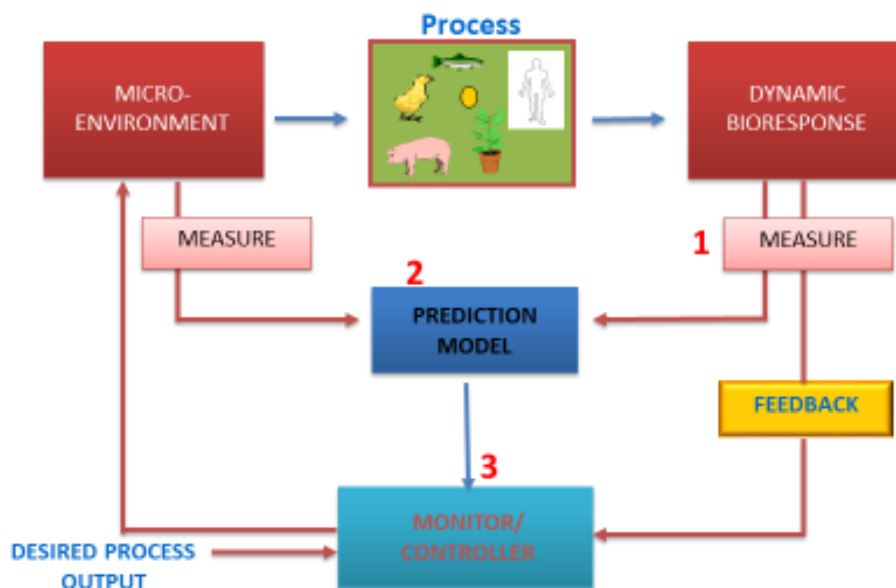 Process
MICRO-
ENVIRONMENT
DYNAMIC
BIORESPONSE
MEASURE
1
MEASURE
2
PREDICTION
MODEL
FEEDBACK
3
MONITOR/
CONTROLLER
DESIRED PROCESS
OUTPUT